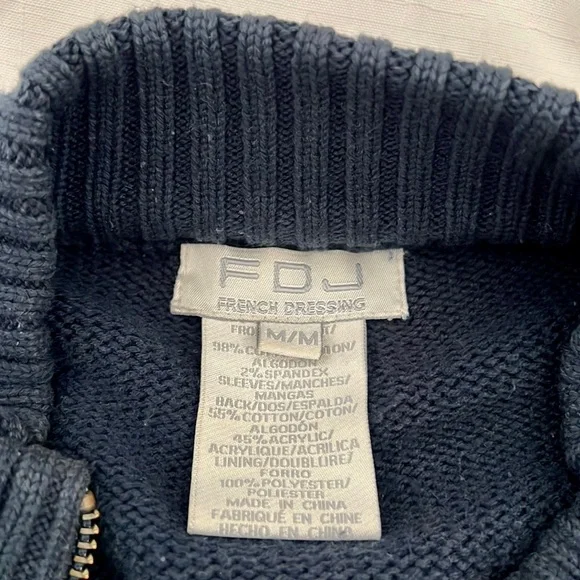 FDJ
FRENCH DRESSING
M/M
98%
ALGODON
2% SPANDEX
SLEEVES/MANCHES/
MANGAS
BACK/DOS/ESPALDA
55% COTTON/COTON/
ALGODÓN
45% ACRYLIC/
ACRYLIQUE/ACRILICA
LINING/DOUBLURE/
FORRO
100% POLYESTER/
POLIESTER
MADE IN CHINA
FABRIQUÉ EN CHINE
HECHO EN CHINA